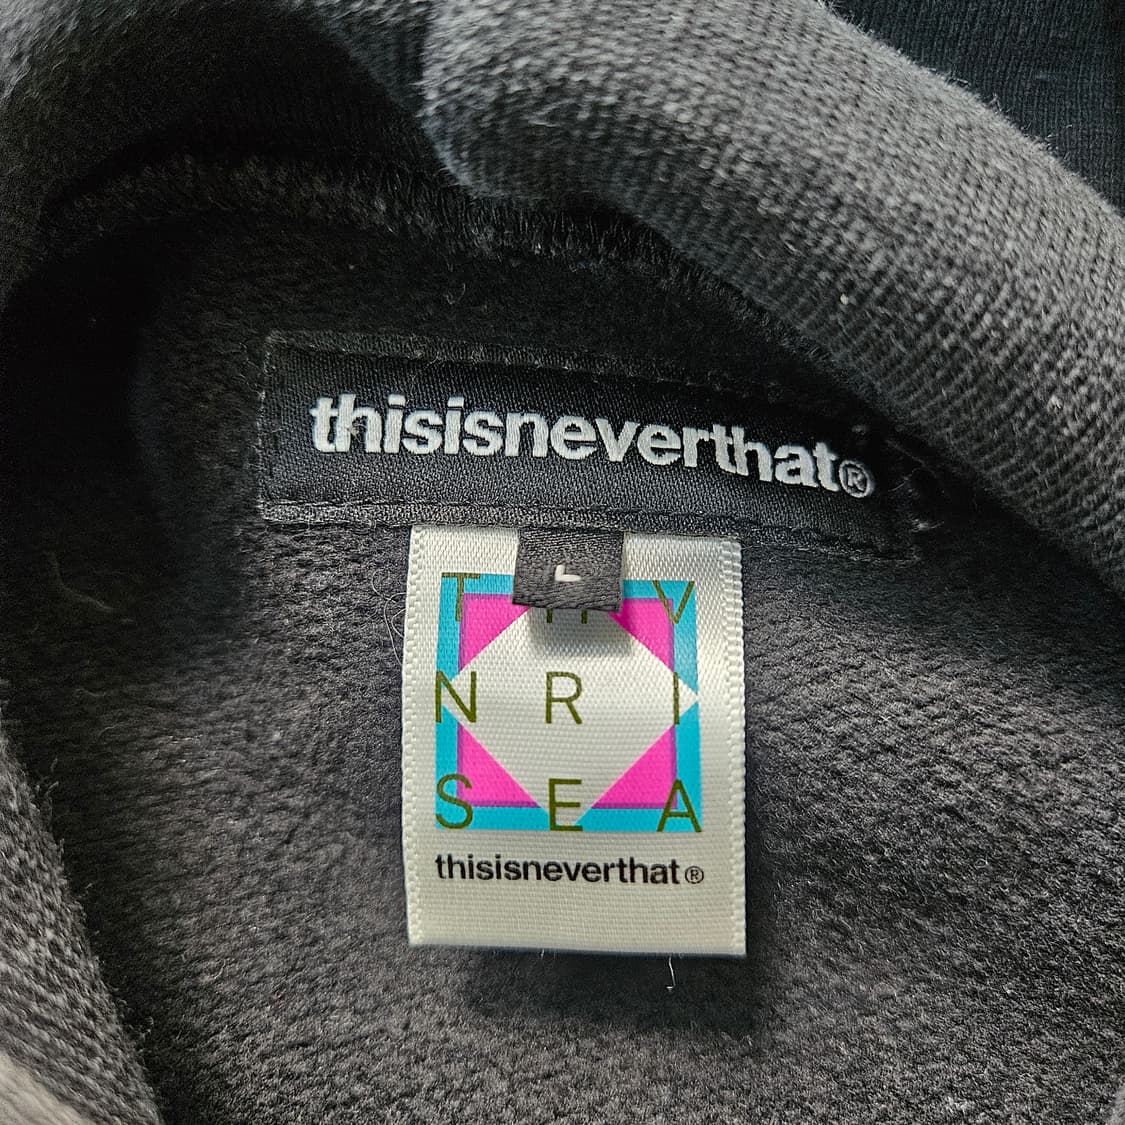 thisisneverthat®
L
T H V
N R I
S E A
thisisneverthat®